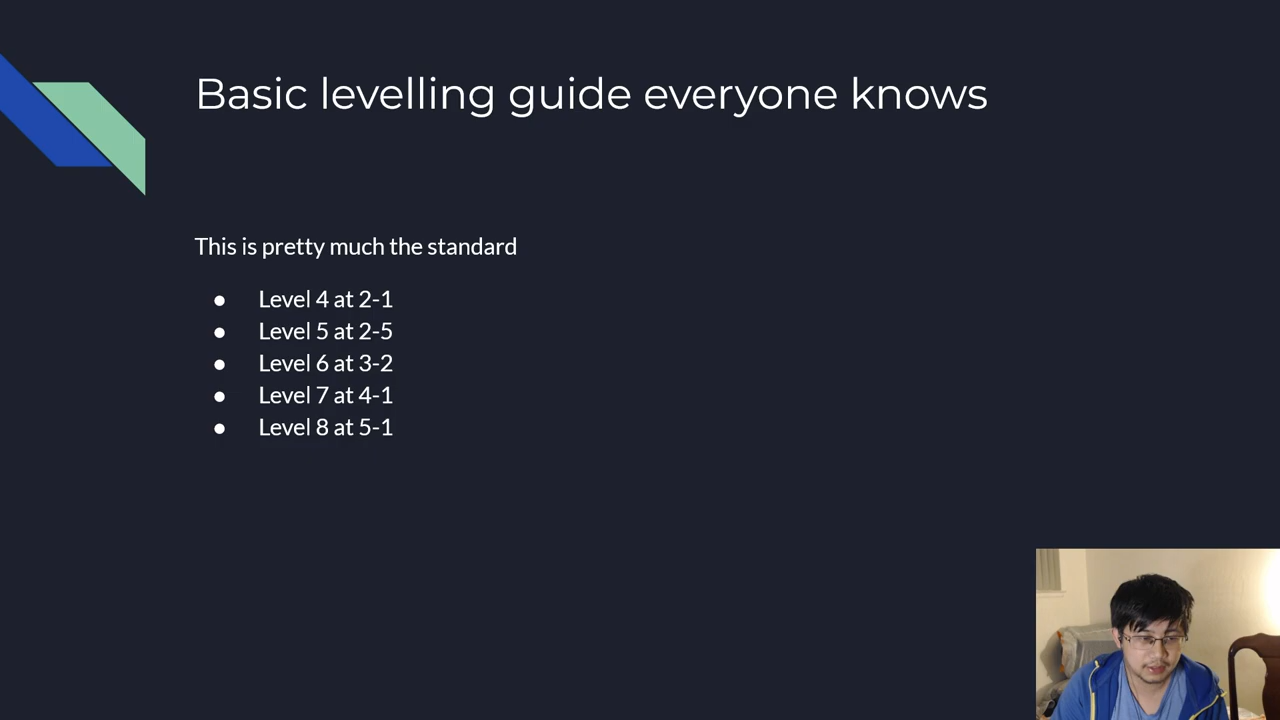 Basic levelling guide everyone knows
This is pretty much the standard
● Level 4 at 2-1
● Level 5 at 2-5
● Level 6 at 3-2
● Level 7 at 4-1
● Level 8 at 5-1